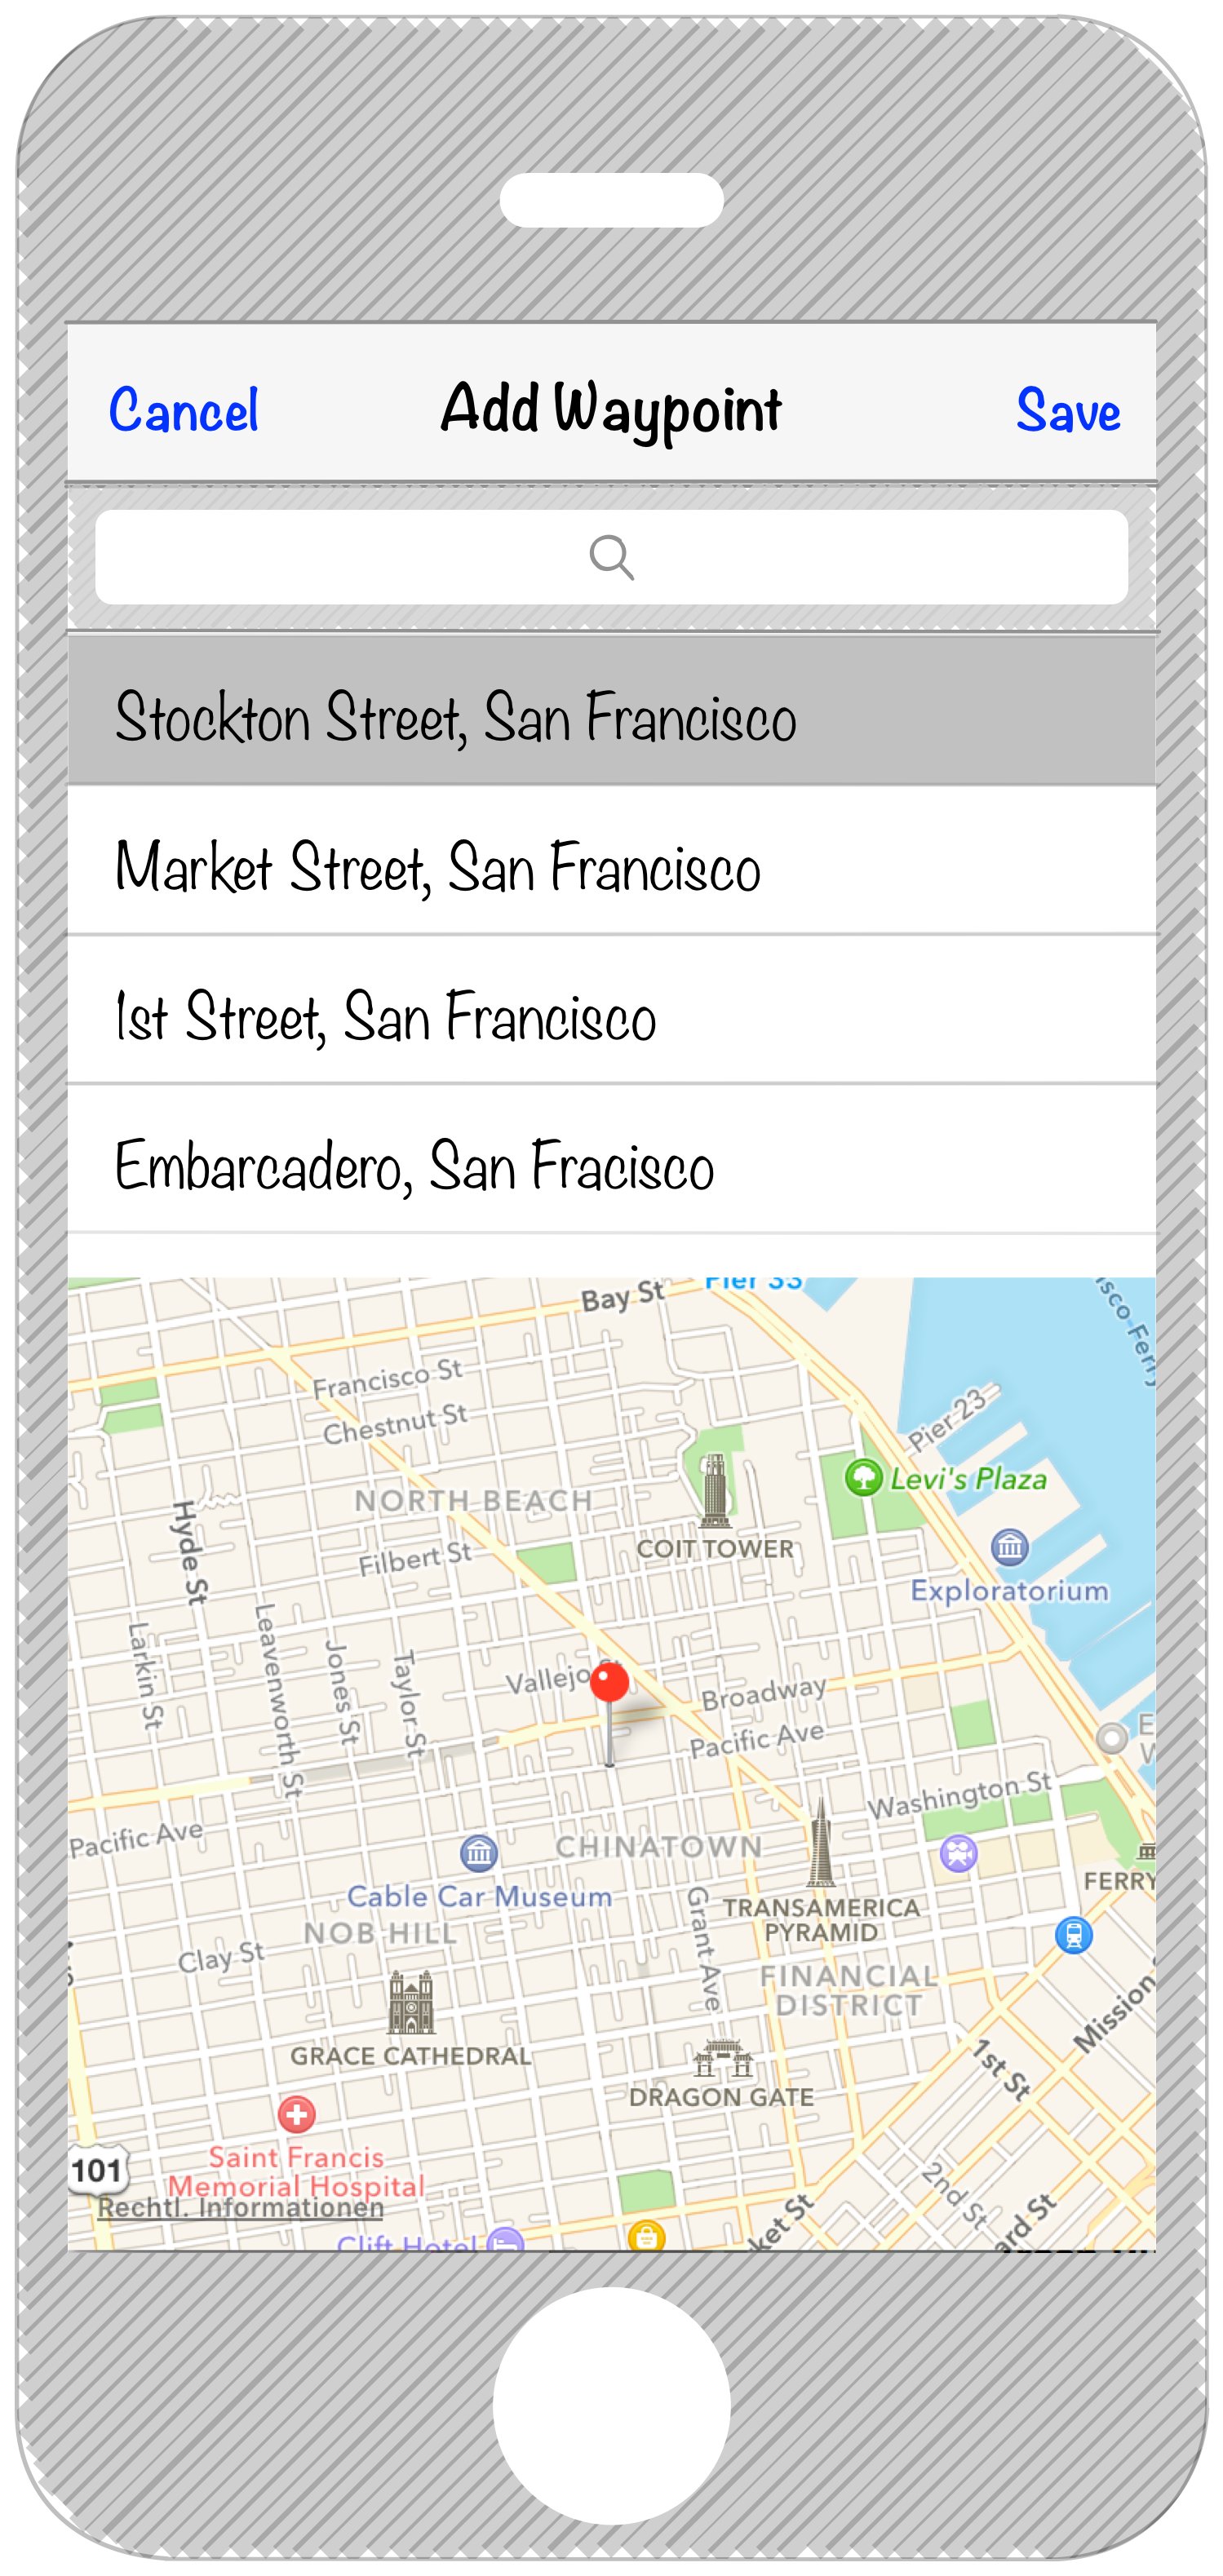 Cancel Add Waypoint Save
Stockton Street, San Francisco
Market Street, San Francisco
1st Street, San Francisco
Embarcadero, San Fracisco
Pier 33
Bay St
isco Ferry
Francisco St
Pier 23
Chestnut St
Levi's Plaza
NORTH BEACH
Hyde St
COIT TOWER
Filbert St
Exploratorium
Larkin St
Leavenworth St
Jones St
Taylor St
Vallejo St
Broadway
Pacific Ave
E
W
Washington St
Pacific Ave
CHINATOWN
Cable Car Museum
FERRY
TRANSAMERICA
PYRAMID
NOB HILL
Grant Ave
Clay St
FINANCIAL
DISTRICT
Mission
GRACE CATHEDRAL
1st St
DRAGON GATE
Saint Francis
Memorial Hospital
101
2nd St
Rechtl. Informationen
ket St
ard St
Clift Hotel